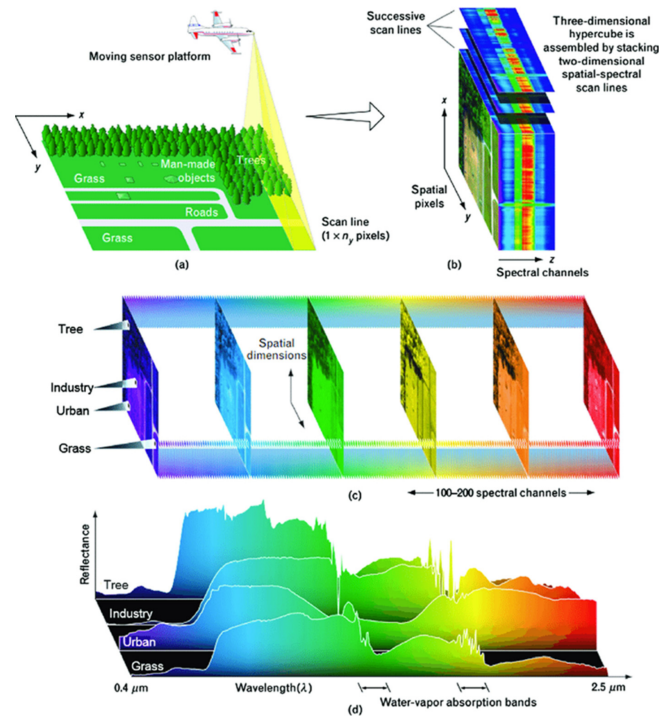 (a)
Moving sensor platform
x
y
Trees
Man-made
objects
Grass
Roads
Grass
Scan line
(1 × ny pixels)
(a)
(b)
Successive
scan lines
Three-dimensional
hypercube is
assembled by stacking
two-dimensional
spatial-spectral
scan lines
x
Spatial
pixels
y
z
(b)
Spectral channels
Tree
Spatial
dimensions
Industry
Urban
Grass
(c)
100–200 spectral channels
Reflectance
Tree
Industry
Urban
Grass
0.4 μm
Wavelength(λ)
2.5 μm
Water-vapor absorption bands
(d)